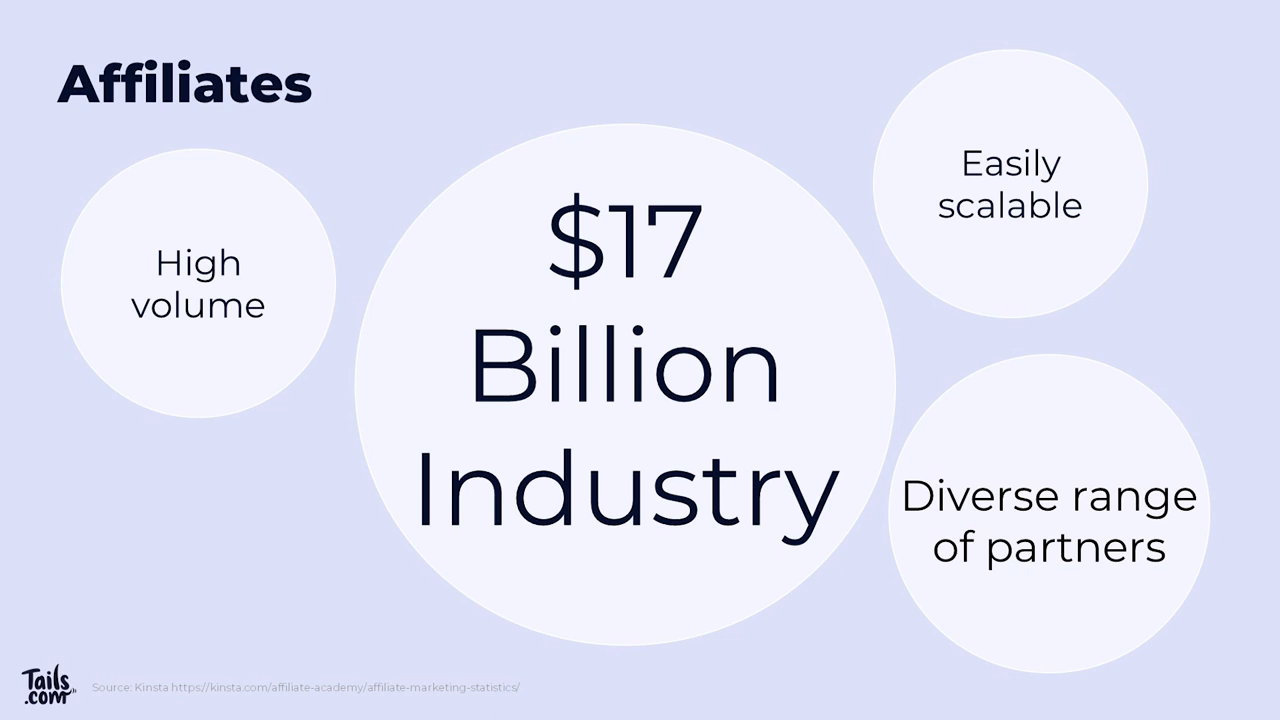 Affiliates
High
volume
$17
Billion
Industry
Easily
scalable
Diverse range
of partners
Tails
.com
Source: Kinsta https://kinsta.com/affiliate-academy/affiliate-marketing-statistics/